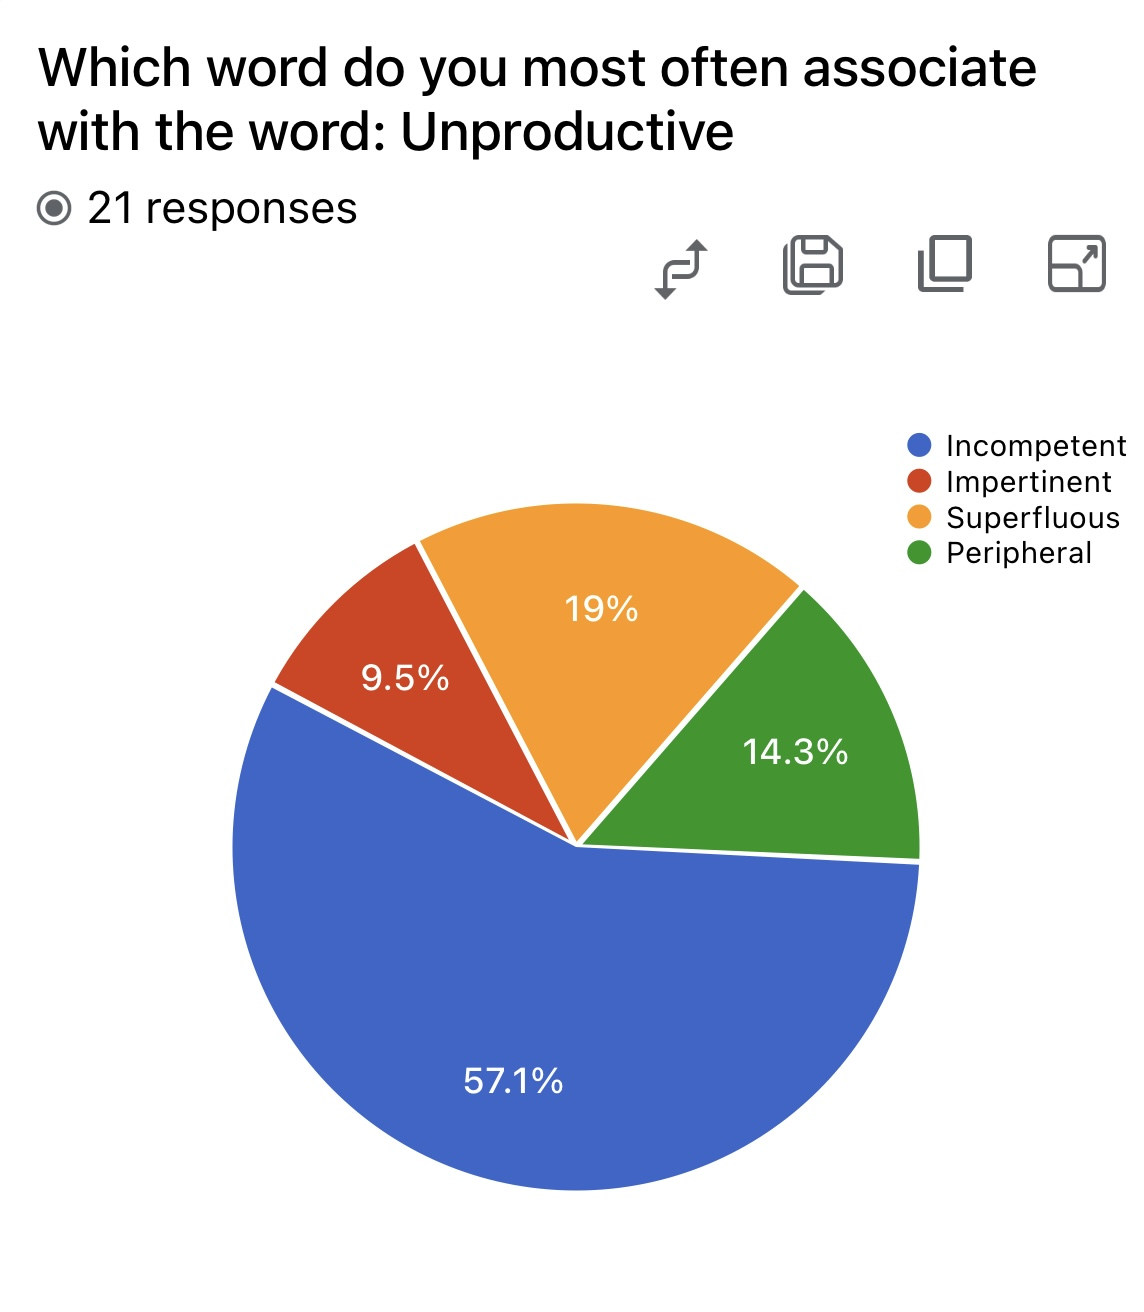 Which word do you most often associate
with the word: Unproductive
21 responses
Incompetent
Impertinent
Superfluous
Peripheral
19%
9.5%
14.3%
57.1%